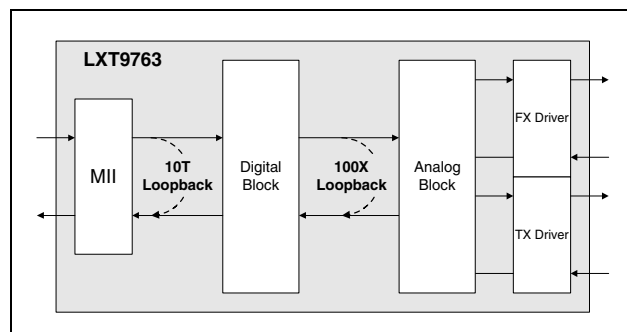 LXT9763
MII
10T
Loopback
Digital
Block
100X
Loopback
Analog
Block
FX Driver
TX Driver